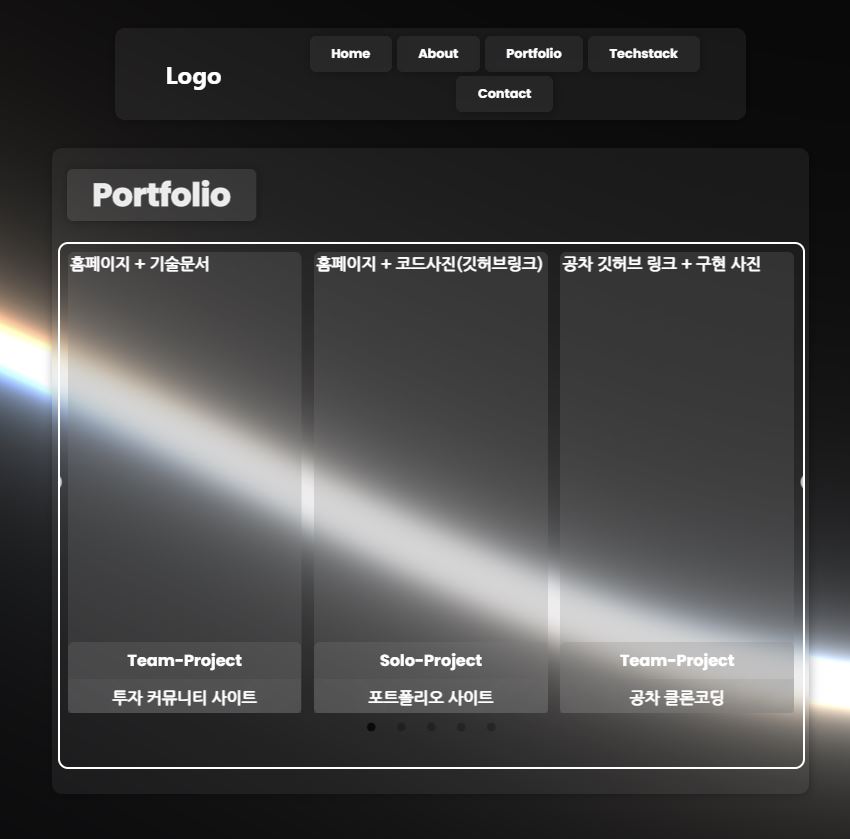 Logo
Home About Portfolio Techstack
Contact
Portfolio
홈페이지 + 기술문서
홈페이지 + 코드사진(깃허브링크)
공차 깃허브 링크 + 구현 사진
Team-Project
Solo-Project
Team-Project
투자 커뮤니티 사이트
포트폴리오 사이트
공차 클론코딩